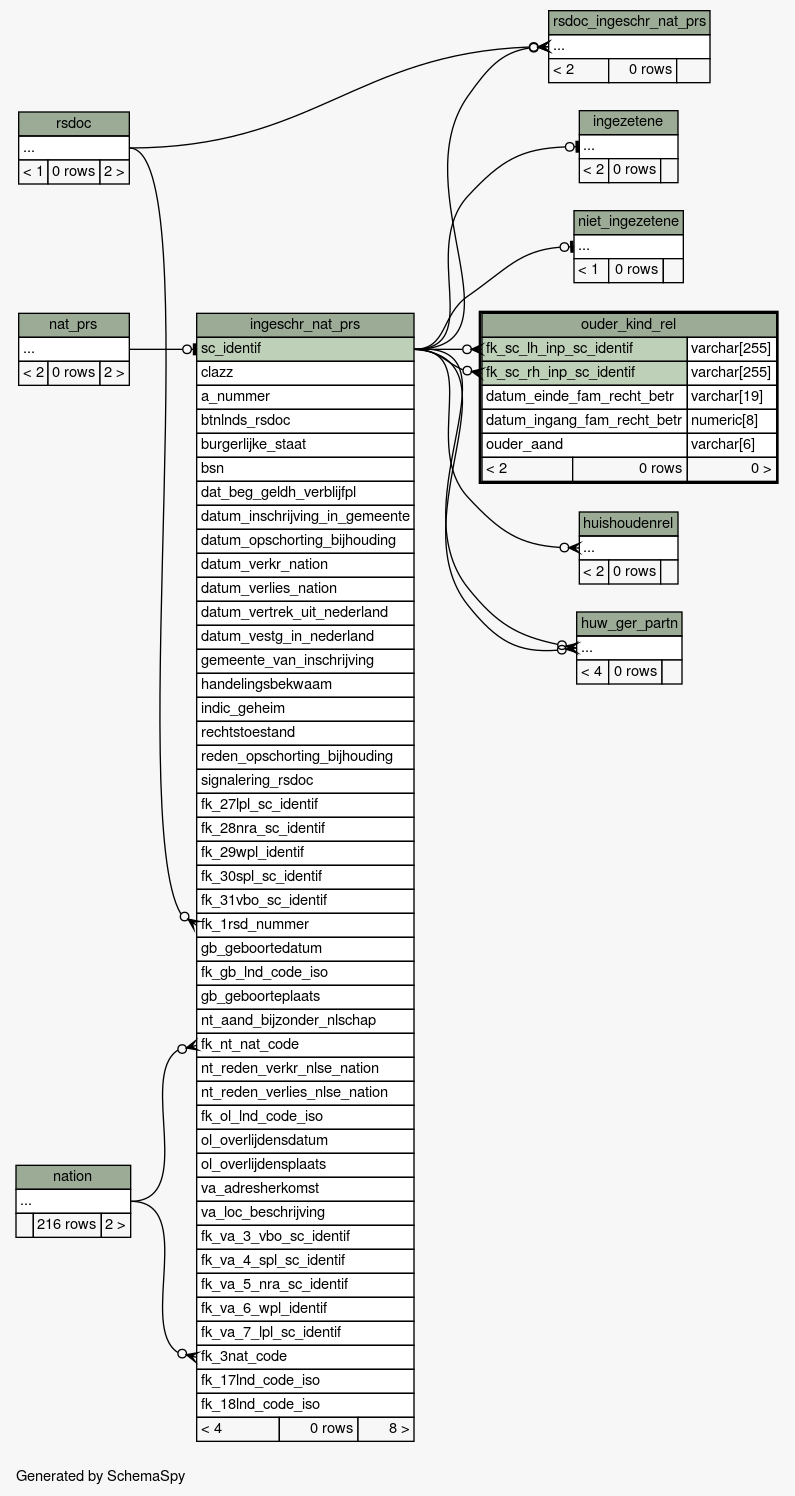 rsdoc_ingeschr_nat_prs
...
< 2 0 rows
rsdoc
...
< 1 0 rows 2 >
ingezetene
...
< 2 0 rows
niet_ingezetene
...
< 1 0 rows
nat_prs
...
< 2 0 rows 2 >
ingeschr_nat_prs
sc_identif
clazz
a_nummer
btnlnds_rsdoc
burgerlijke_staat
bsn
dat_beg_geldh_verblijfpl
datum_inschrijving_in_gemeente
datum_opschorting_bijhouding
datum_verkr_nation
datum_verlies_nation
datum_vertrek_uit_nederland
datum_vestg_in_nederland
gemeente_van_inschrijving
handelingsbekwaam
indic_geheim
rechtstoestand
reden_opschorting_bijhouding
signalering_rsdoc
fk_27lpl_sc_identif
fk_28nra_sc_identif
fk_29wpl_identif
fk_30spl_sc_identif
fk_31vbo_sc_identif
fk_1rsd_nummer
gb_geboortedatum
fk_gb_lnd_code_iso
gb_geboorteplaats
nt_aand_bijzonder_nlschap
fk_nt_nat_code
nt_reden_verkr_nlse_nation
nt_reden_verlies_nlse_nation
fk_ol_lnd_code_iso
ol_overlijdensdatum
ol_overlijdensplaats
va_adresherkomst
va_loc_beschrijving
fk_va_3_vbo_sc_identif
fk_va_4_spl_sc_identif
fk_va_5_nra_sc_identif
fk_va_6_wpl_identif
fk_va_7_lpl_sc_identif
fk_3nat_code
fk_17lnd_code_iso
fk_18lnd_code_iso
< 4 0 rows 8 >
ouder_kind_rel
fk_sc_lh_inp_sc_identif varchar[255]
fk_sc_rh_inp_sc_identif varchar[255]
datum_einde_fam_recht_betr varchar[19]
datum_ingang_fam_recht_betr numeric[8]
ouder_aand varchar[6]
< 2 0 rows 0 >
huishoudenrel
...
< 2 0 rows
huw_ger_partn
...
< 4 0 rows
nation
...
216 rows 2 >
Generated by SchemaSpy